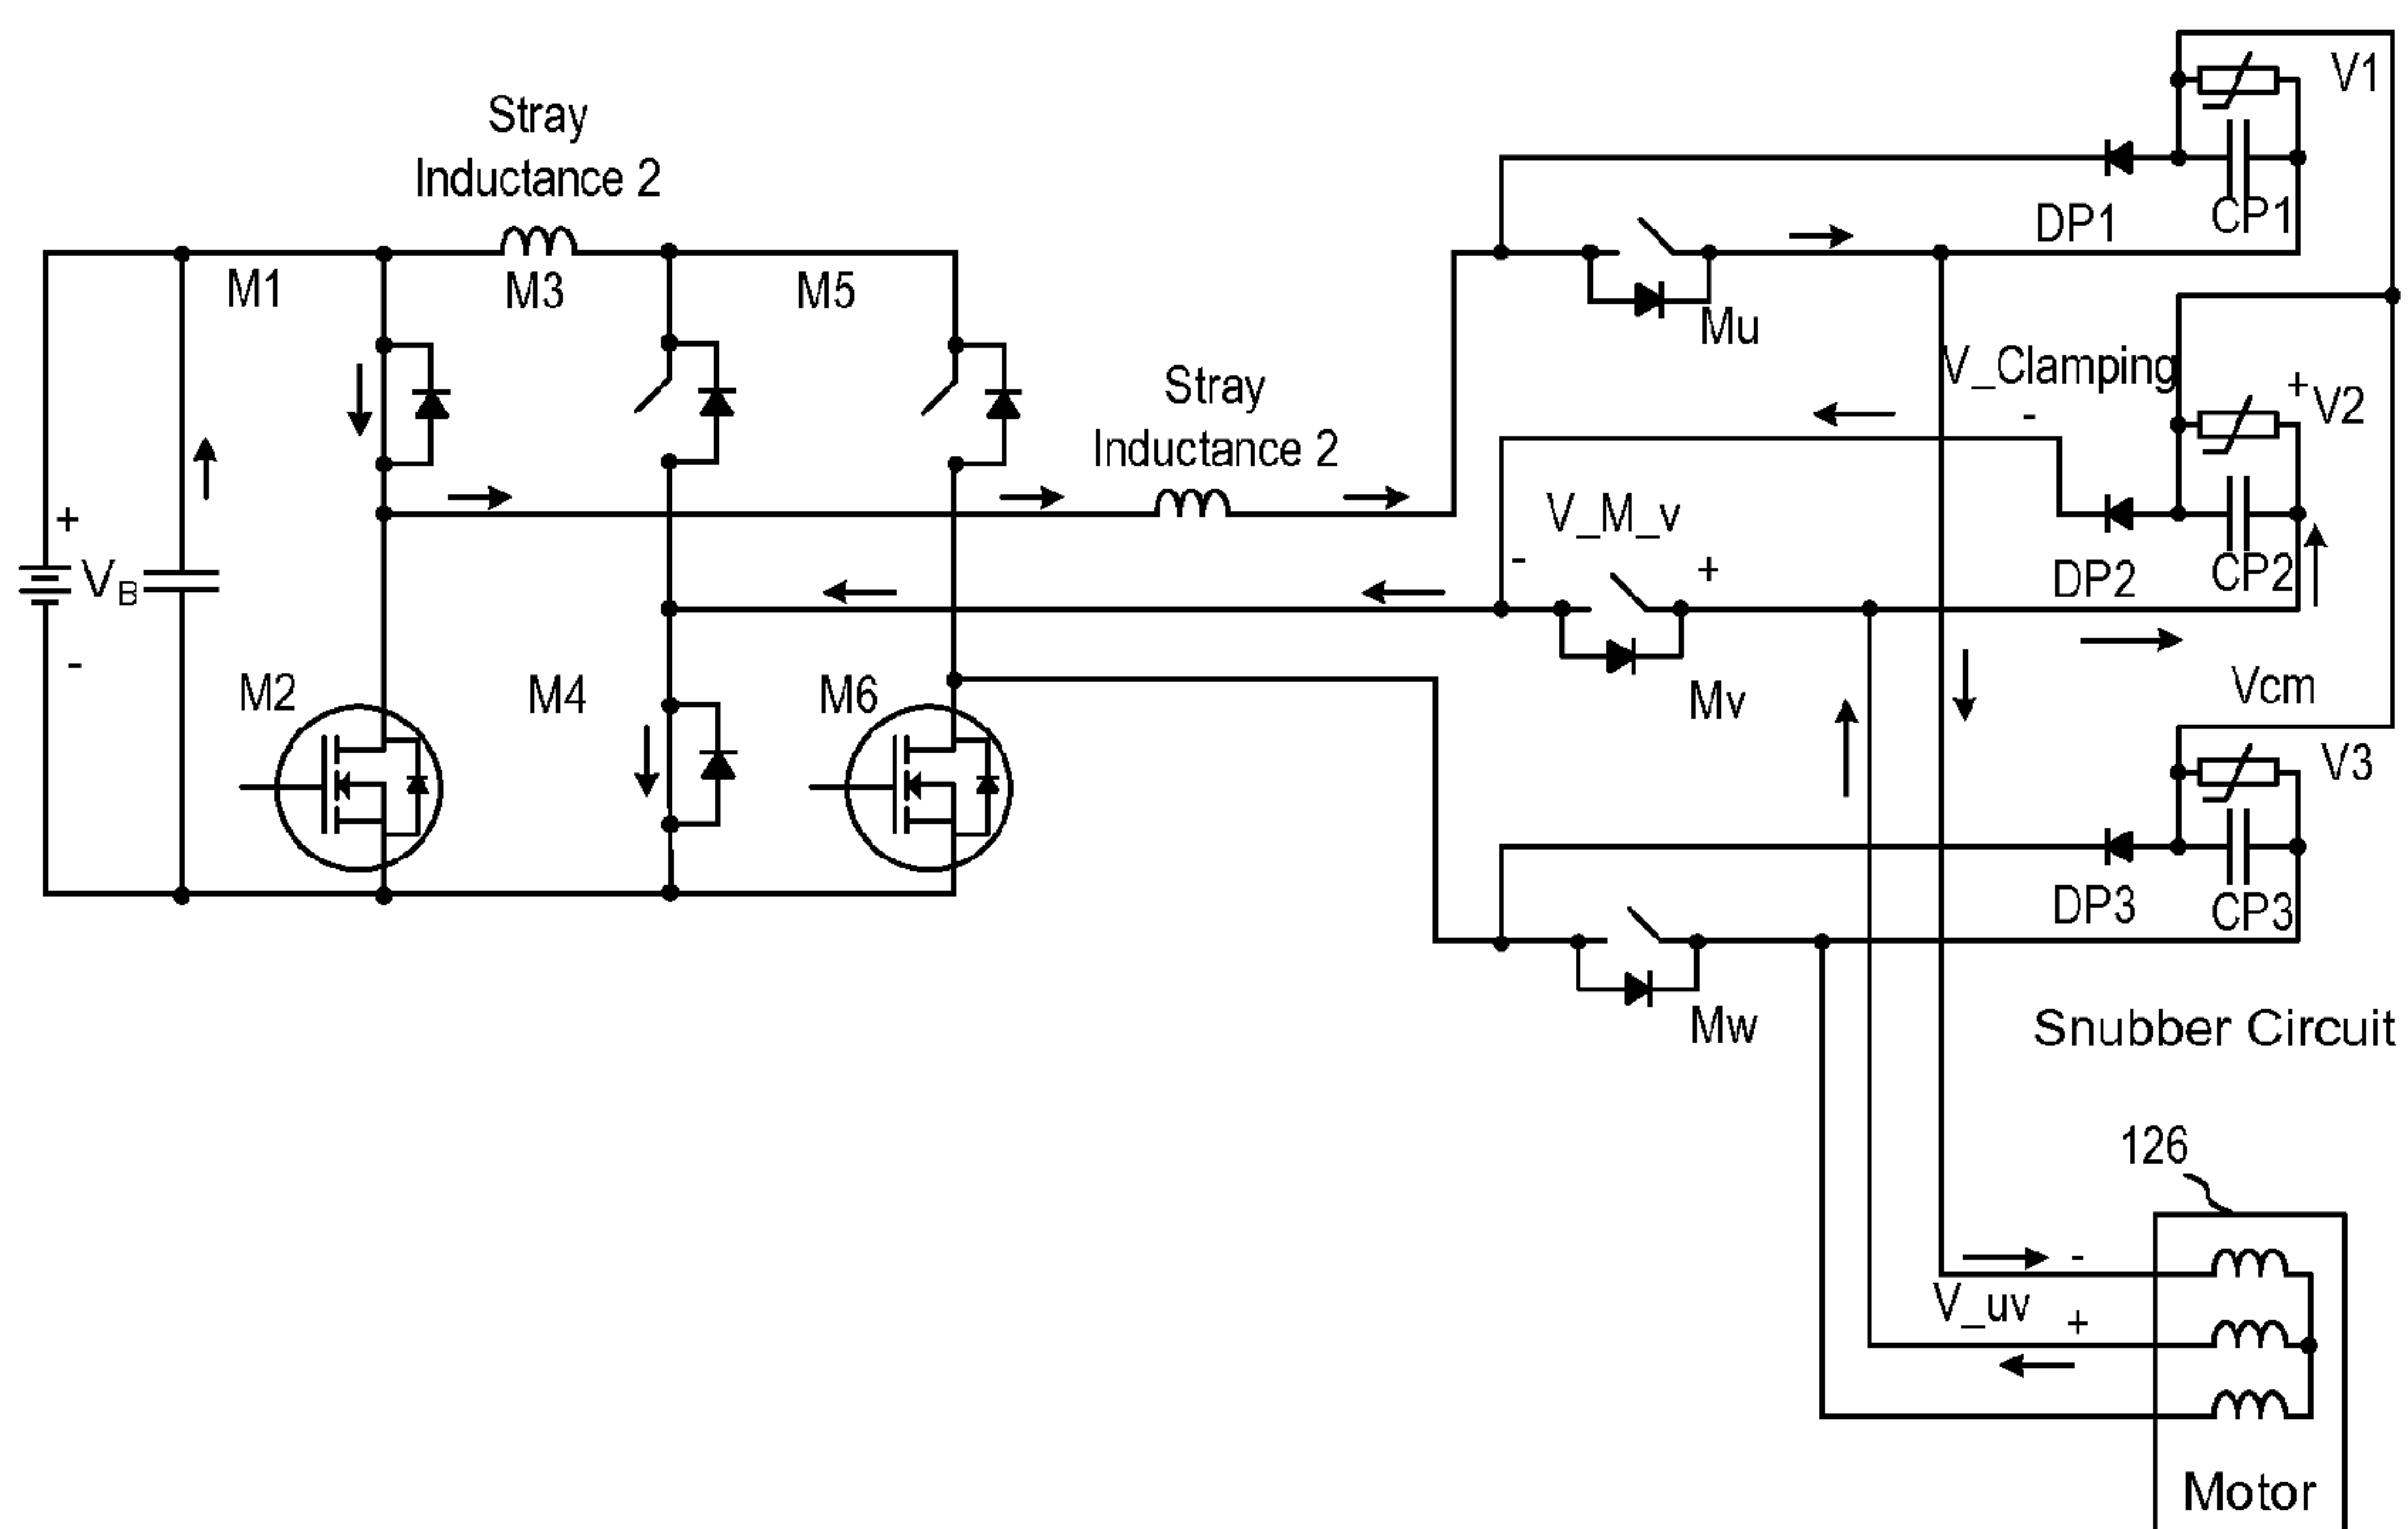 V1
Stray
Inductance 2
DP1
CP1
M1
M3
M5
Mu
Stray
Inductance 2
V_Clamping
-
+
V2
+
V_B
-
V_M_v
-
+
DP2
CP2
M2
M4
M6
Mv
Vcm
V3
DP3
CP3
Mw
Snubber Circuit
126
-
V_uv
+
Motor